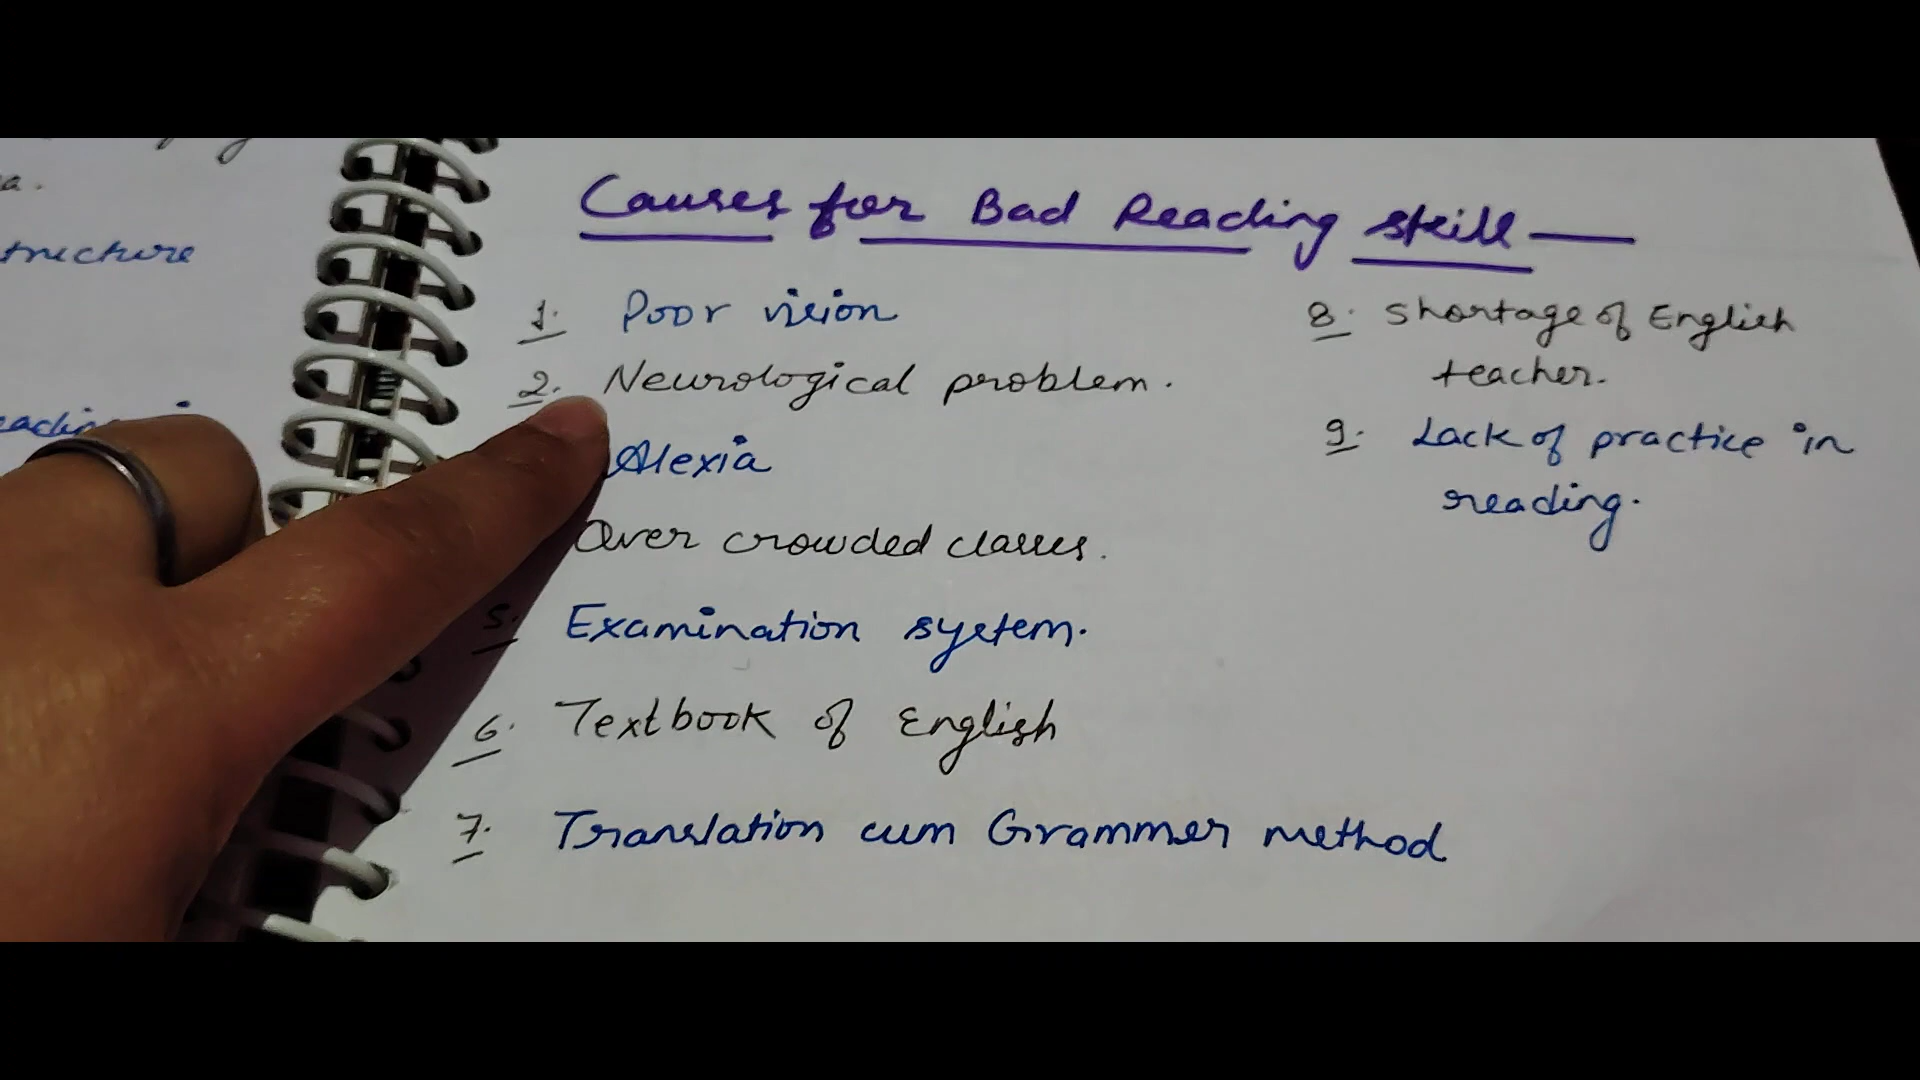 a.
tructure
eading
Causes for Bad Reading skill —
1. Poor vision
2. Neurological problem.
Alexia
Over crowded classes.
5. Examination system.
6. Textbook of English
7. Translation cum Grammer method
8. Shortage of English
teacher.
9. Lack of practice in
reading.